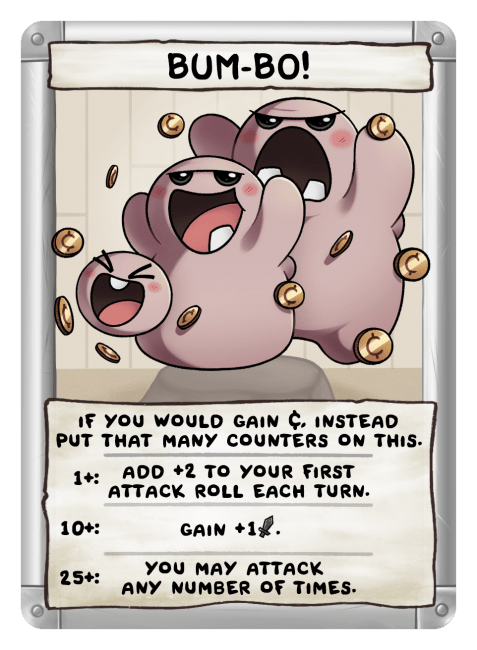 BUM-BO!
IF YOU WOULD GAIN ₵, INSTEAD
PUT THAT MANY COUNTERS ON THIS.
1+: ADD +2 TO YOUR FIRST
ATTACK ROLL EACH TURN.
10+: GAIN +1 .
25+: YOU MAY ATTACK
ANY NUMBER OF TIMES.